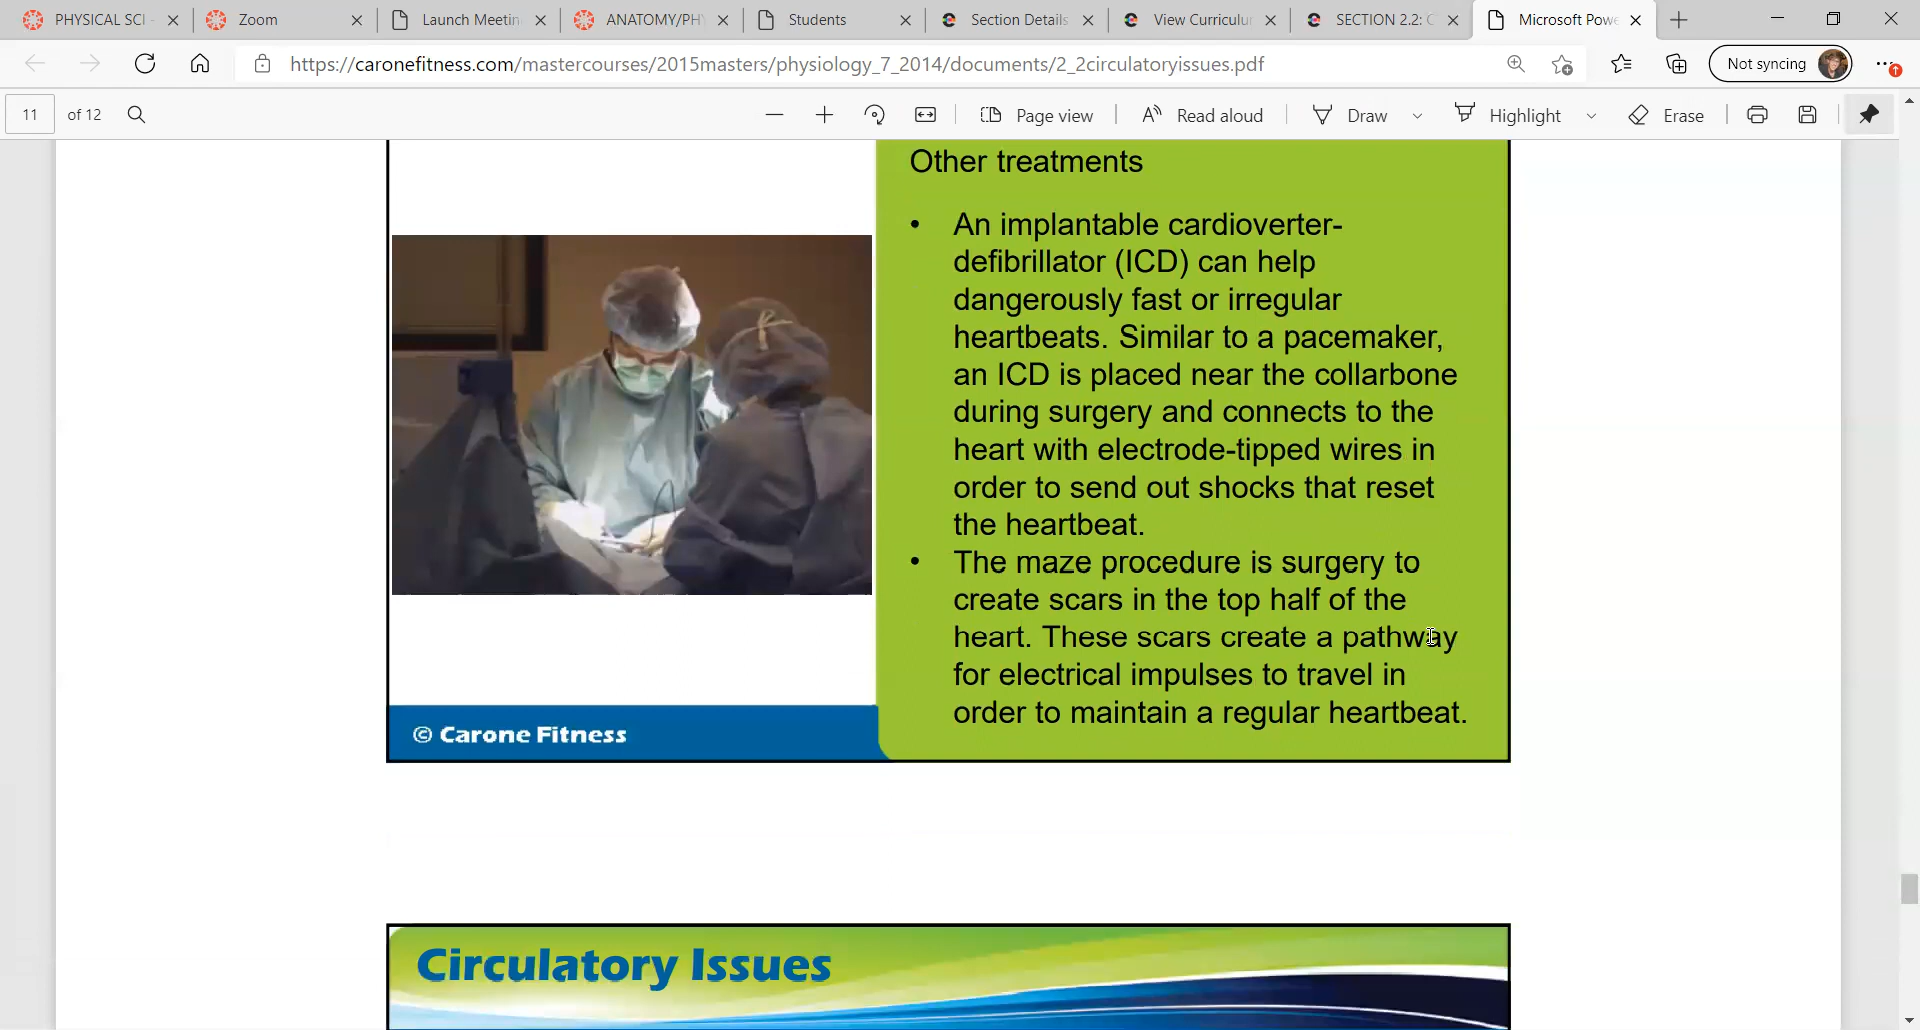 PHYSICAL SCI
Zoom
Launch Meetin
ANATOMY/PH
Students
Section Details
View Curriculu
SECTION 2.2: C
Microsoft Powe
https://caronefitness.com/mastercourses/2015masters/physiology_7_2014/documents/2_2circulatoryissues.pdf
Not syncing
11 of 12
Page view
Read aloud
Draw
Highlight
Erase
Other treatments
• An implantable cardioverter-
defibrillator (ICD) can help
dangerously fast or irregular
heartbeats. Similar to a pacemaker,
an ICD is placed near the collarbone
during surgery and connects to the
heart with electrode-tipped wires in
order to send out shocks that reset
the heartbeat.
• The maze procedure is surgery to
create scars in the top half of the
heart. These scars create a pathway
for electrical impulses to travel in
order to maintain a regular heartbeat.
© Carone Fitness
Circulatory Issues